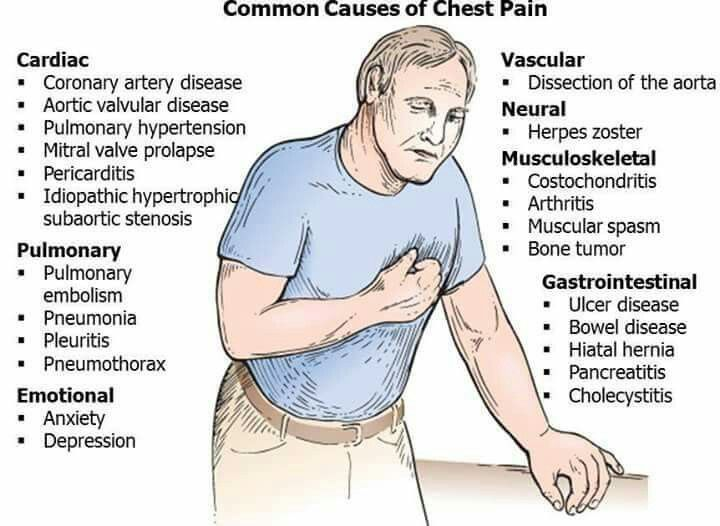 Common Causes of Chest Pain
Cardiac
▪ Coronary artery disease
▪ Aortic valvular disease
▪ Pulmonary hypertension
▪ Mitral valve prolapse
▪ Pericarditis
▪ Idiopathic hypertrophic
subaortic stenosis
Pulmonary
▪ Pulmonary
embolism
▪ Pneumonia
▪ Pleuritis
▪ Pneumothorax
Emotional
▪ Anxiety
▪ Depression
Vascular
▪ Dissection of the aorta
Neural
▪ Herpes zoster
Musculoskeletal
▪ Costochondritis
▪ Arthritis
▪ Muscular spasm
▪ Bone tumor
Gastrointestinal
▪ Ulcer disease
▪ Bowel disease
▪ Hiatal hernia
▪ Pancreatitis
▪ Cholecystitis